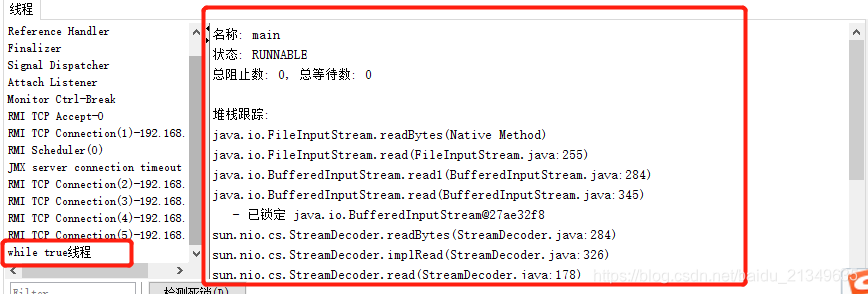 线程
Reference Handler
Finalizer
Signal Dispatcher
Attach Listener
Monitor Ctrl-Break
RMI TCP Accept-0
RMI TCP Connection(1)-192.168.
RMI Scheduler(0)
JMX server connection timeout
RMI TCP Connection(2)-192.168.
RMI TCP Connection(3)-192.168.
RMI TCP Connection(4)-192.168.
RMI TCP Connection(5)-192.168.
while true线程
Filter
检测死锁(D)
名称: main
状态: RUNNABLE
总阻止数: 0, 总等待数: 0
堆栈跟踪:
java.io.FileInputStream.readBytes(Native Method)
java.io.FileInputStream.read(FileInputStream.java:255)
java.io.BufferedInputStream.read1(BufferedInputStream.java:284)
java.io.BufferedInputStream.read(BufferedInputStream.java:345)
- 已锁定 java.io.BufferedInputStream@27ae32f8
sun.nio.cs.StreamDecoder.readBytes(StreamDecoder.java:284)
sun.nio.cs.StreamDecoder.implRead(StreamDecoder.java:326)
sun.nio.cs.StreamDecoder.read(StreamDecoder.java:178)